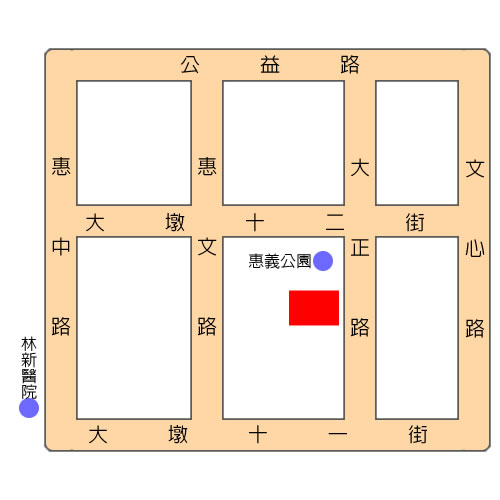 公益路
惠中路
惠文路
大正路
文心路
大墩十二街
惠義公園
林新醫院
大墩十一街